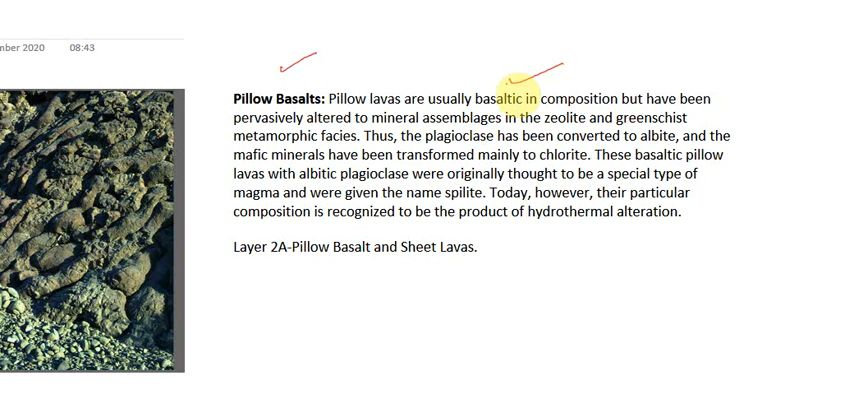 mber 2020 08:43
Pillow Basalts: Pillow lavas are usually basaltic in composition but have been
pervasively altered to mineral assemblages in the zeolite and greenschist
metamorphic facies. Thus, the plagioclase has been converted to albite, and the
mafic minerals have been transformed mainly to chlorite. These basaltic pillow
lavas with albitic plagioclase were originally thought to be a special type of
magma and were given the name spilite. Today, however, their particular
composition is recognized to be the product of hydrothermal alteration.
Layer 2A-Pillow Basalt and Sheet Lavas.